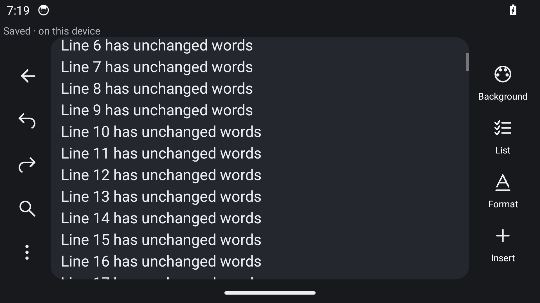 7:19
Saved · on this device
Line 6 has unchanged words
Line 7 has unchanged words
Line 8 has unchanged words
Line 9 has unchanged words
Line 10 has unchanged words
Line 11 has unchanged words
Line 12 has unchanged words
Line 13 has unchanged words
Line 14 has unchanged words
Line 15 has unchanged words
Line 16 has unchanged words
Background
List
Format
Insert